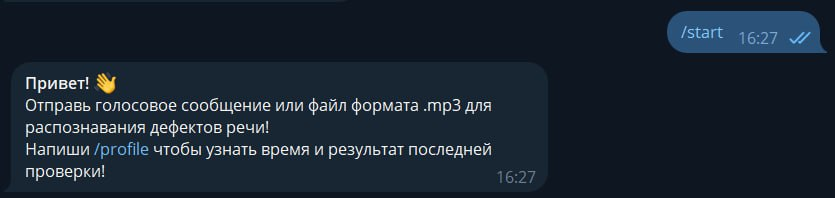 /start 16:27
Привет! 👋
Отправь голосовое сообщение или файл формата .mp3 для
распознавания дефектов речи!
Напиши /profile чтобы узнать время и результат последней
проверки! 16:27